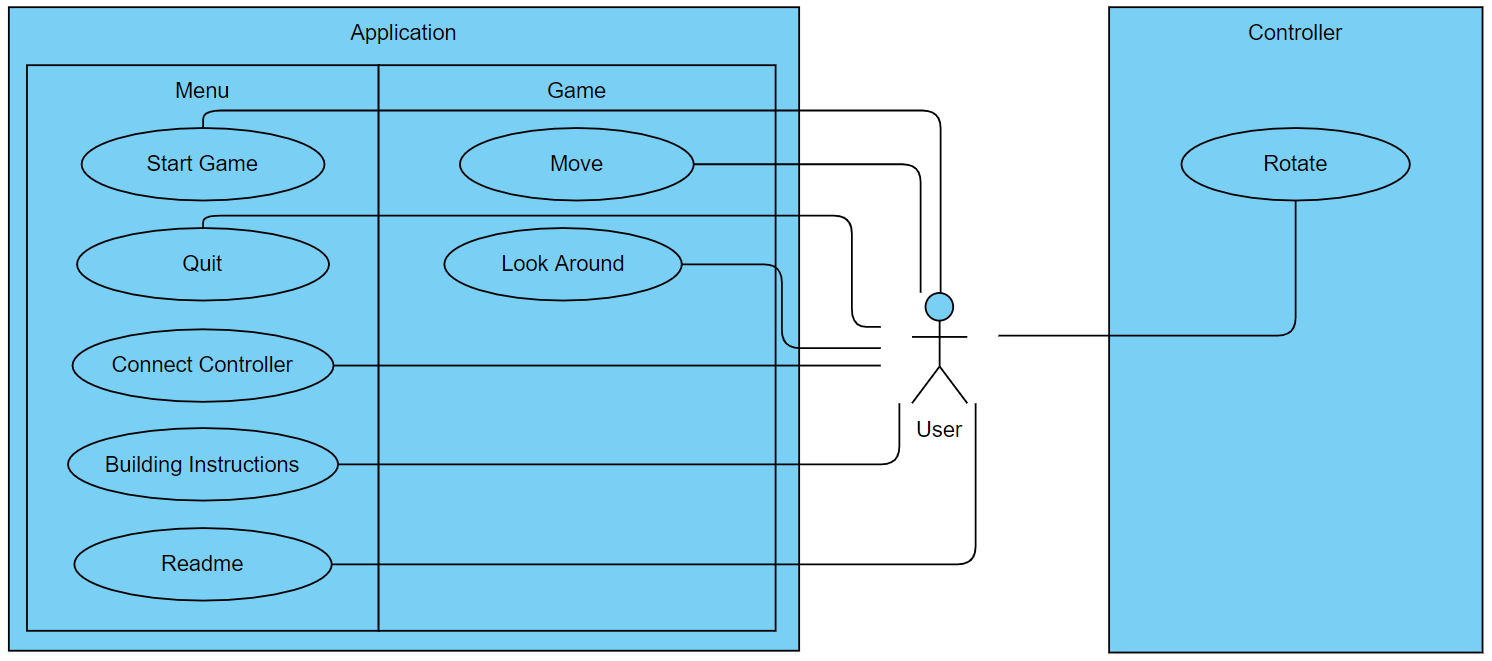 Application
Menu
Start Game
Quit
Connect Controller
Building Instructions
Readme
Game
Move
Look Around
User
Controller
Rotate